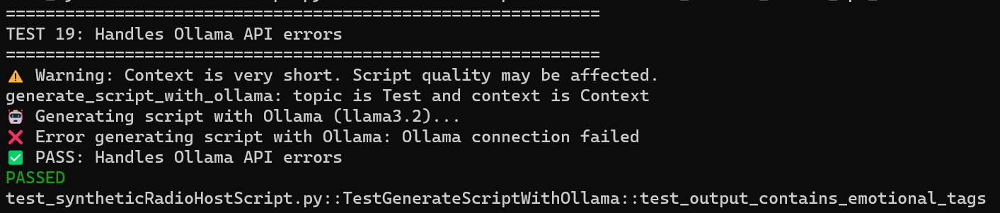 ============================================================
TEST 19: Handles Ollama API errors
============================================================
⚠️ Warning: Context is very short. Script quality may be affected.
generate_script_with_ollama: topic is Test and context is Context
🤖 Generating script with Ollama (llama3.2)...
❌ Error generating script with Ollama: Ollama connection failed
✅ PASS: Handles Ollama API errors
PASSED
test_syntheticRadioHostScript.py::TestGenerateScriptWithOllama::test_output_contains_emotional_tags